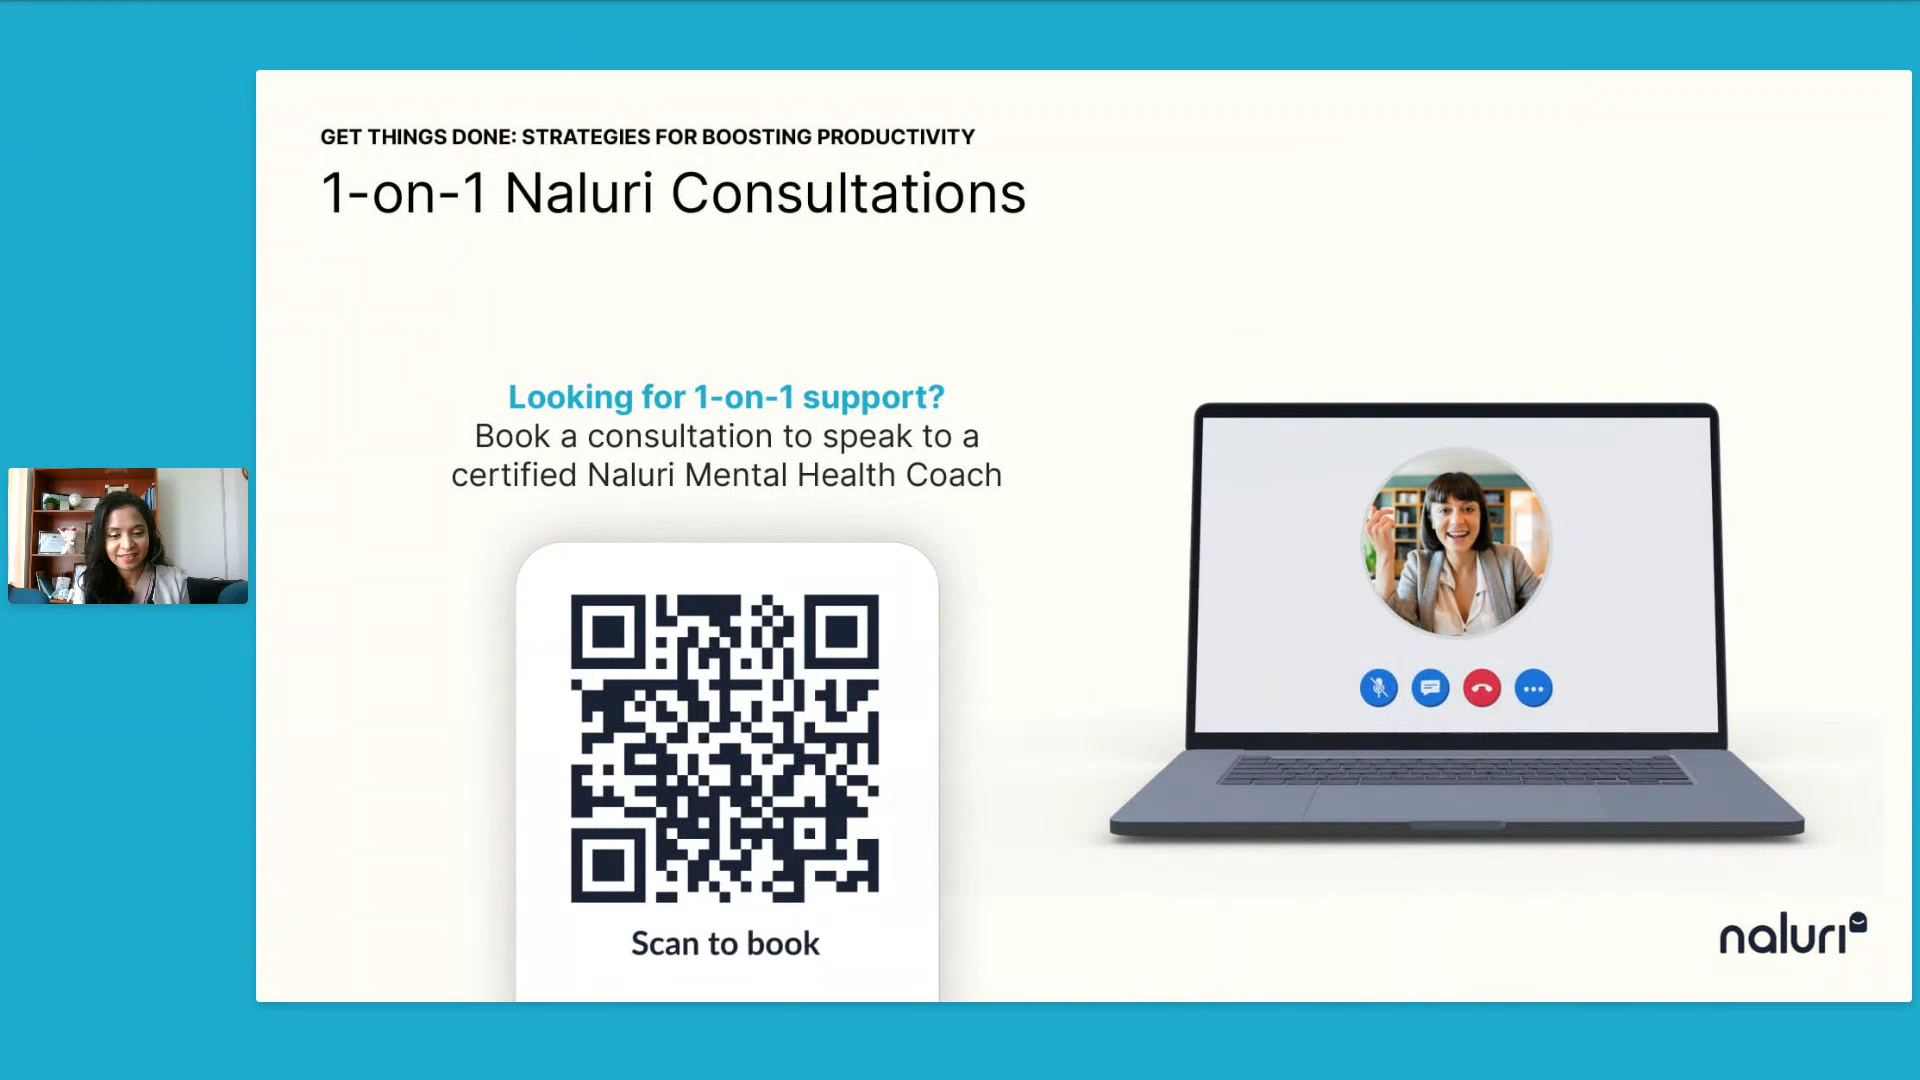 GET THINGS DONE: STRATEGIES FOR BOOSTING PRODUCTIVITY
1-on-1 Naluri Consultations
Looking for 1-on-1 support?
Book a consultation to speak to a
certified Naluri Mental Health Coach
Scan to book
naluri